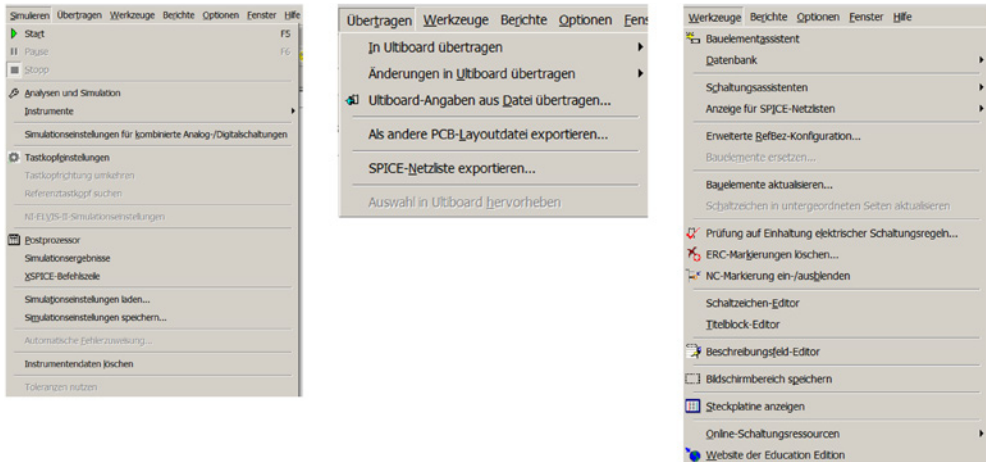 Simulieren Übertragen Werkzeuge Berichte Optionen Fenster Hilfe
Start F5
Pause F6
Stopp
Analysen und Simulation
Instrumente
Simulationseinstellungen für kombinierte Analog-/Digitalschaltungen
Tastkopfeinstellungen
Tastkopfrichtung umkehren
Referenztastkopf suchen
NI-ELVIS-II-Simulationseinstellungen
Postprozessor
Simulationsergebnisse
XSPICE-Befehlszeile
Simulationseinstellungen laden...
Simulationseinstellungen speichern...
Automatische Fehlerzuweisung...
Instrumentendaten löschen
Toleranzen nutzen
Übertragen Werkzeuge Berichte Optionen Fens
In Ultiboard übertragen
Änderungen in Ultiboard übertragen
Ultiboard-Angaben aus Datei übertragen...
Als andere PCB-Layoutdatei exportieren...
SPICE-Netzliste exportieren...
Auswahl in Ultiboard hervorheben
Werkzeuge Berichte Optionen Fenster Hilfe
Bauelementassistent
Datenbank
Schaltungsassistenten
Anzeige für SPICE-Netzlisten
Erweiterte RefBez-Konfiguration...
Bauelemente ersetzen...
Bauelemente aktualisieren...
Schaltzeichen in untergeordneten Seiten aktualisieren
Prüfung auf Einhaltung elektrischer Schaltungsregeln...
ERC-Markierungen löschen...
NC-Markierung ein-/ausblenden
Schaltzeichen-Editor
Titelblock-Editor
Beschreibungsfeld-Editor
Bildschirmbereich speichern
Steckplatine anzeigen
Online-Schaltungsressourcen
Website der Education Edition